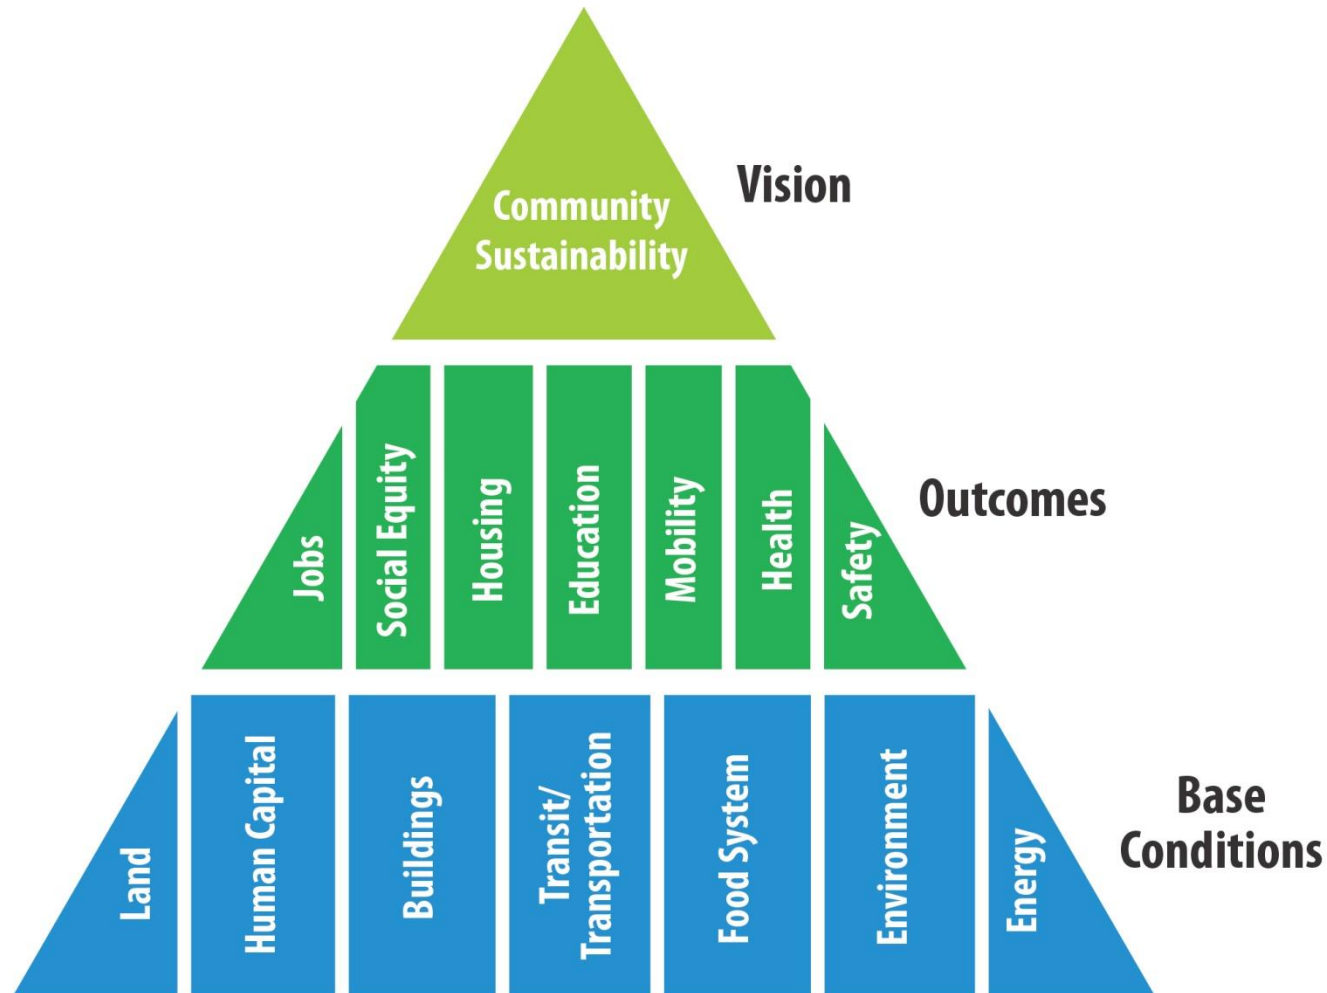 Community
Sustainability
Vision
Jobs
Social Equity
Housing
Education
Mobility
Health
Safety
Outcomes
Land
Human Capital
Buildings
Transit/
Transportation
Food System
Environment
Energy
Base
Conditions